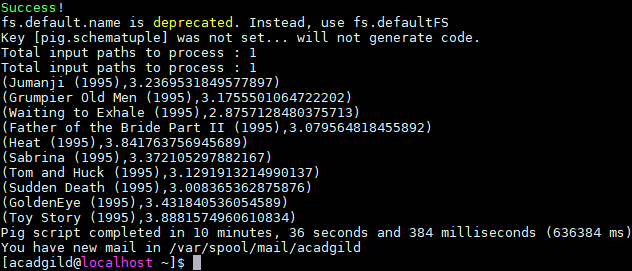 Success!
fs.default.name is deprecated. Instead, use fs.defaultFS
Key [pig.schematuple] was not set... will not generate code.
Total input paths to process : 1
Total input paths to process : 1
(Jumanji (1995),3.2369531849577897)
(Grumpier Old Men (1995),3.1755501064722202)
(Waiting to Exhale (1995),2.8757128480375713)
(Father of the Bride Part II (1995),3.079564818455892)
(Heat (1995),3.841763756945689)
(Sabrina (1995),3.372105297882167)
(Tom and Huck (1995),3.1291913214990137)
(Sudden Death (1995),3.008365362875876)
(GoldenEye (1995),3.431840536054589)
(Toy Story (1995),3.8881574960610834)
Pig script completed in 10 minutes, 36 seconds and 384 milliseconds (636384 ms)
You have new mail in /var/spool/mail/acadgild
[acadgild@localhost ~]$